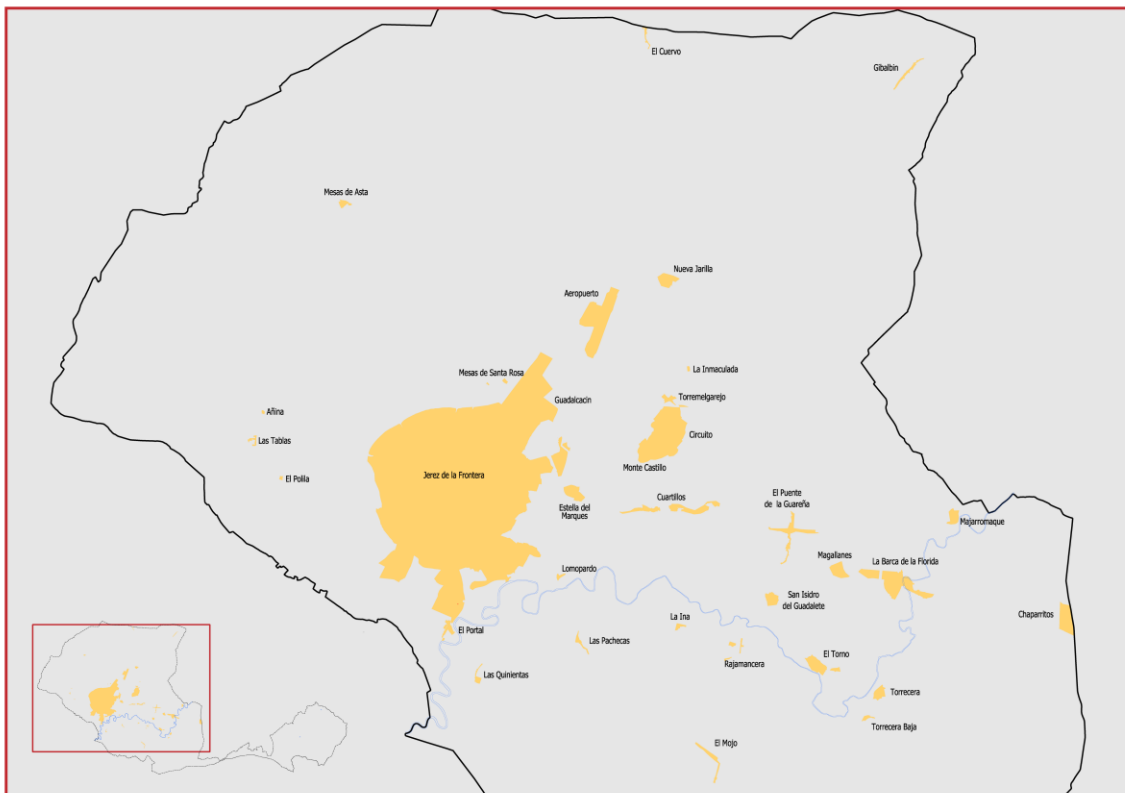 El Cuervo
Gibalbin
Mesas de Asta
Nueva Jarilla
Aeropuerto
La Inmaculada
Mesas de Santa Rosa
Guadalcacin
Torremelgarejo
Añina
Las Tablas
Circuito
Monte Castillo
Jerez de la Frontera
El Polila
Estella del
Marques
Cuartillos
El Puente
de la Guareña
Majarromaque
Magallanes
La Barca de la Florida
Lomopardo
San Isidro
del Guadalete
Chaparritos
La Ina
El Portal
Las Pachecas
Rajamancera
El Torno
Las Quinientas
Torrecera
Torrecera Baja
El Mojo